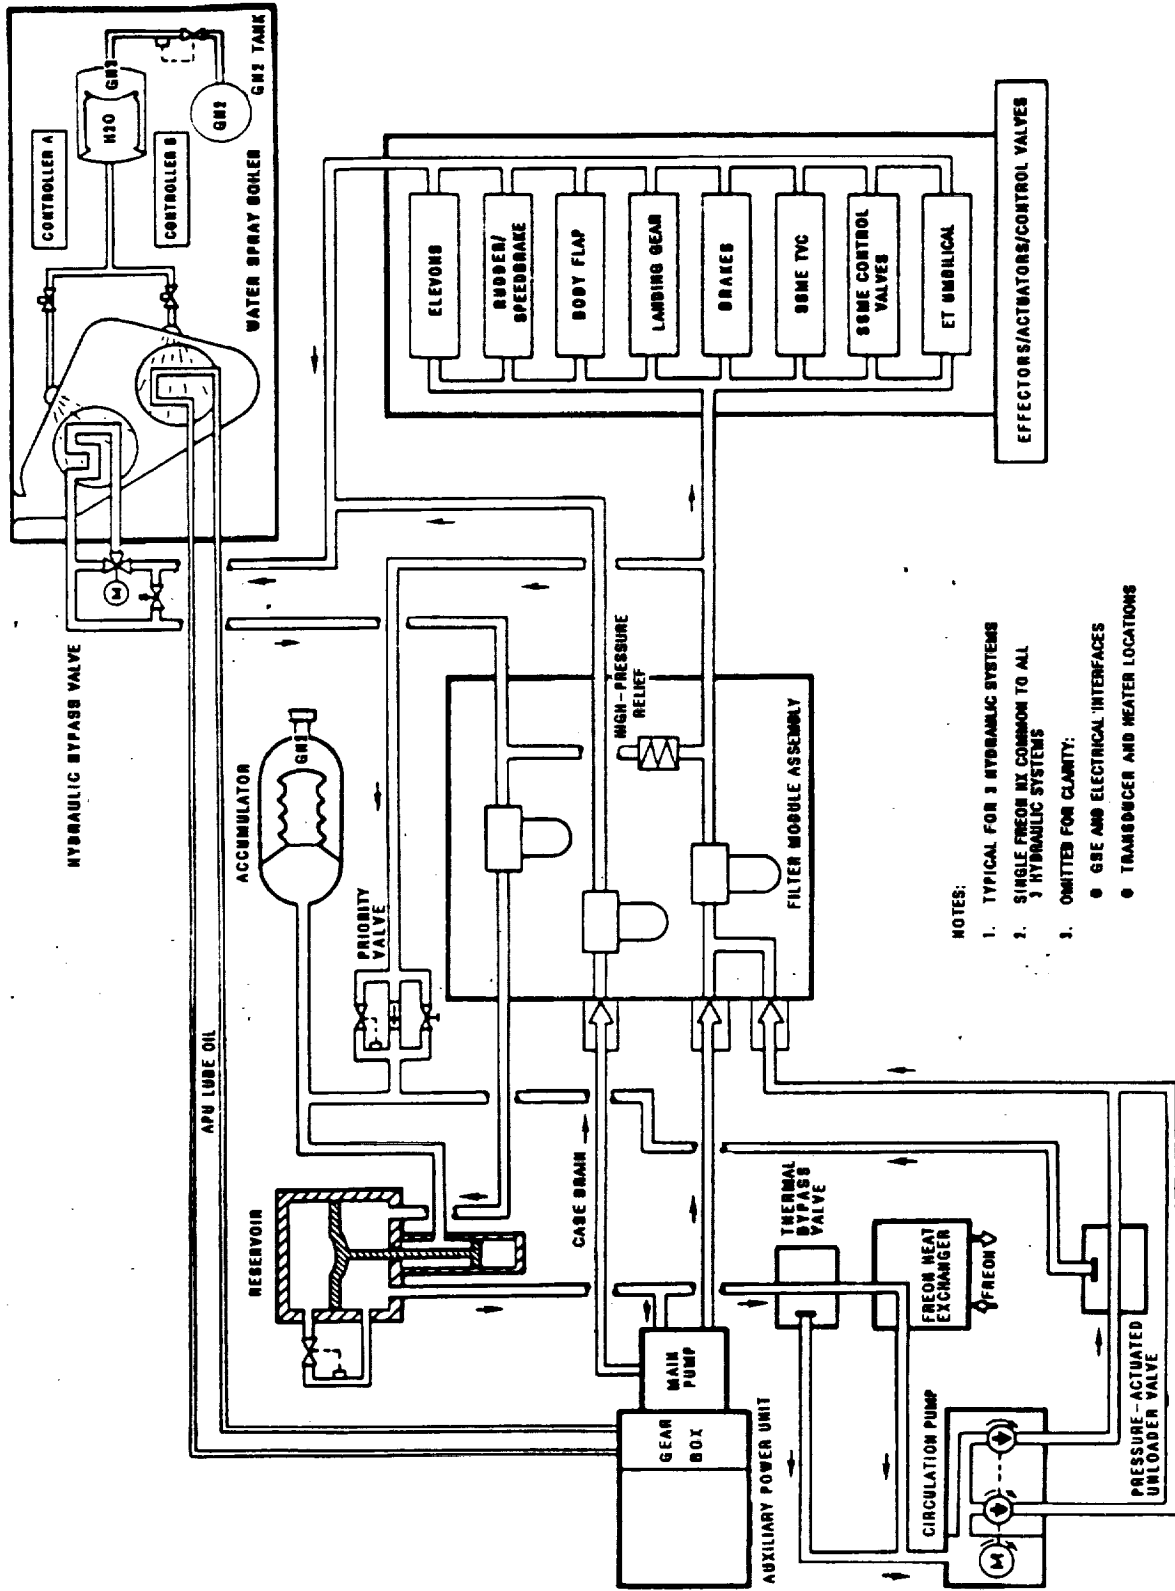 CONTROLLER A
H2O
GN2
CONTROLLER B
GN2
GN2 TANK
WATER SPRAY BOILER
HYDRAULIC BYPASS VALVE
M
APU LUBE OIL
ACCUMULATOR
GN2
PRIORITY
VALVE
RESERVOIR
HIGH-PRESSURE
RELIEF
FILTER MODULE ASSEMBLY
CASE DRAIN
ELEVONS
RUDDER/
SPEEDBRAKE
BODY FLAP
LANDING GEAR
BRAKES
SSME TVC
SSME CONTROL
VALVES
ET UMBILICAL
EFFECTORS/ACTUATORS/CONTROL VALVES
MAIN
PUMP
GEAR
BOX
AUXILIARY POWER UNIT
THERMAL
BYPASS
VALVE
FREON HEAT
EXCHANGER
FREON
CIRCULATION PUMP
M
PRESSURE-ACTUATED
UNLOADER VALVE
NOTES:
1. TYPICAL FOR 3 HYDRAULIC SYSTEMS
2. SINGLE FREON HX COMMON TO ALL
3 HYDRAULIC SYSTEMS
3. OMITTED FOR CLARITY:
● GSE AND ELECTRICAL INTERFACES
● TRANSDUCER AND HEATER LOCATIONS